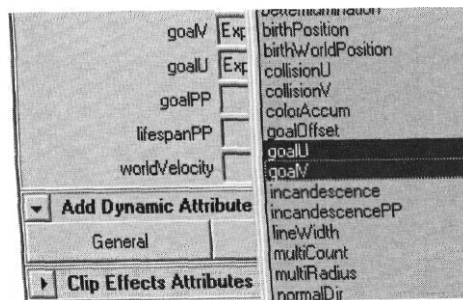 goalV Exp
goalU Exp
goalPP
lifespanPP
worldVelocity
Add Dynamic Attribute
General
Clip Effects Attributes
birthPosition
birthWorldPosition
collisionU
collisionV
colorAccum
goalOffset
goalU
goalV
incandescence
incandescencePP
lineWidth
multiCount
multiRadius
normalDir